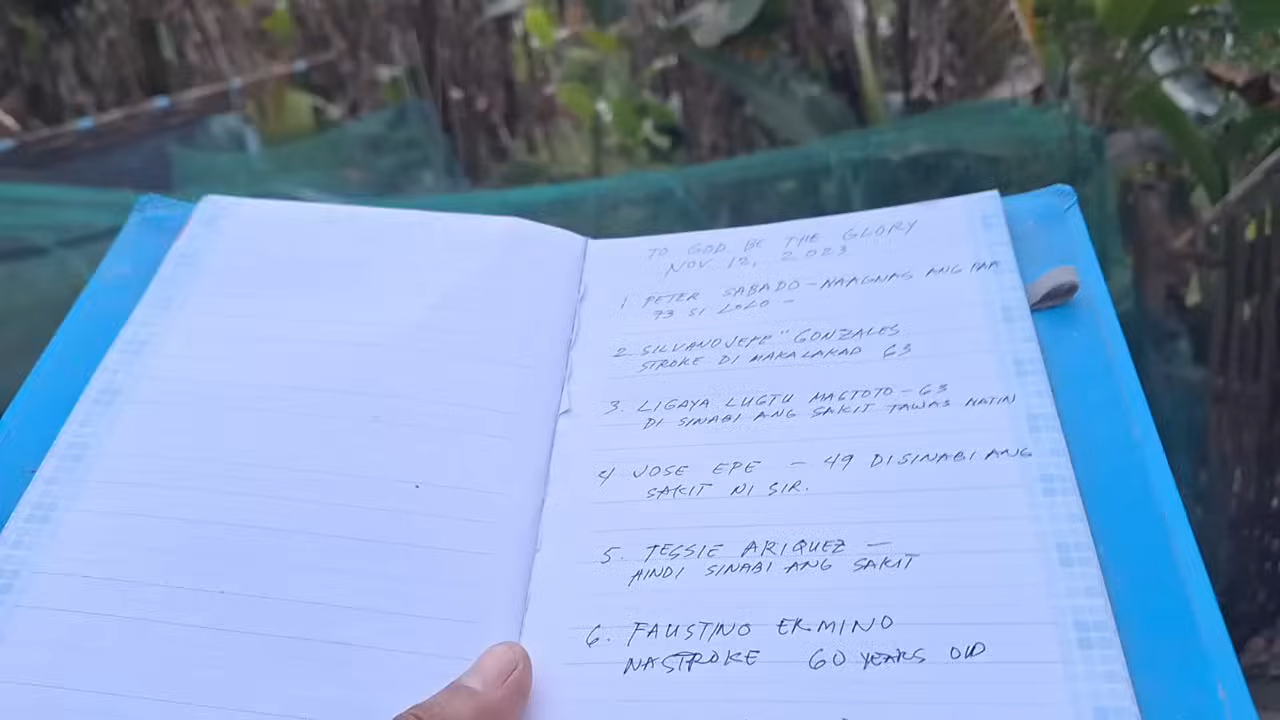 TO GOD BE THE GLORY
NOV 12, 2023
1 PETER SABADO - NAAGNAS ANG PAA
73 SI LOLO -
2. SILVANO JEPE" GONZALES
STROKE DI MAKALAKAD 63
3. LIGAYA LUGTU MAGTOTO - 63
DI SINABI ANG SAKIT TAWAS NATIN
4 JOSE EPE - 49 DI SINABI ANG
SAKIT NI SIR.
5. TESSIE ARIQUEZ -
HINDI SINABI ANG SAKIT
6. FAUSTINO ERMINO
NASTROKE 60 YEARS OLD